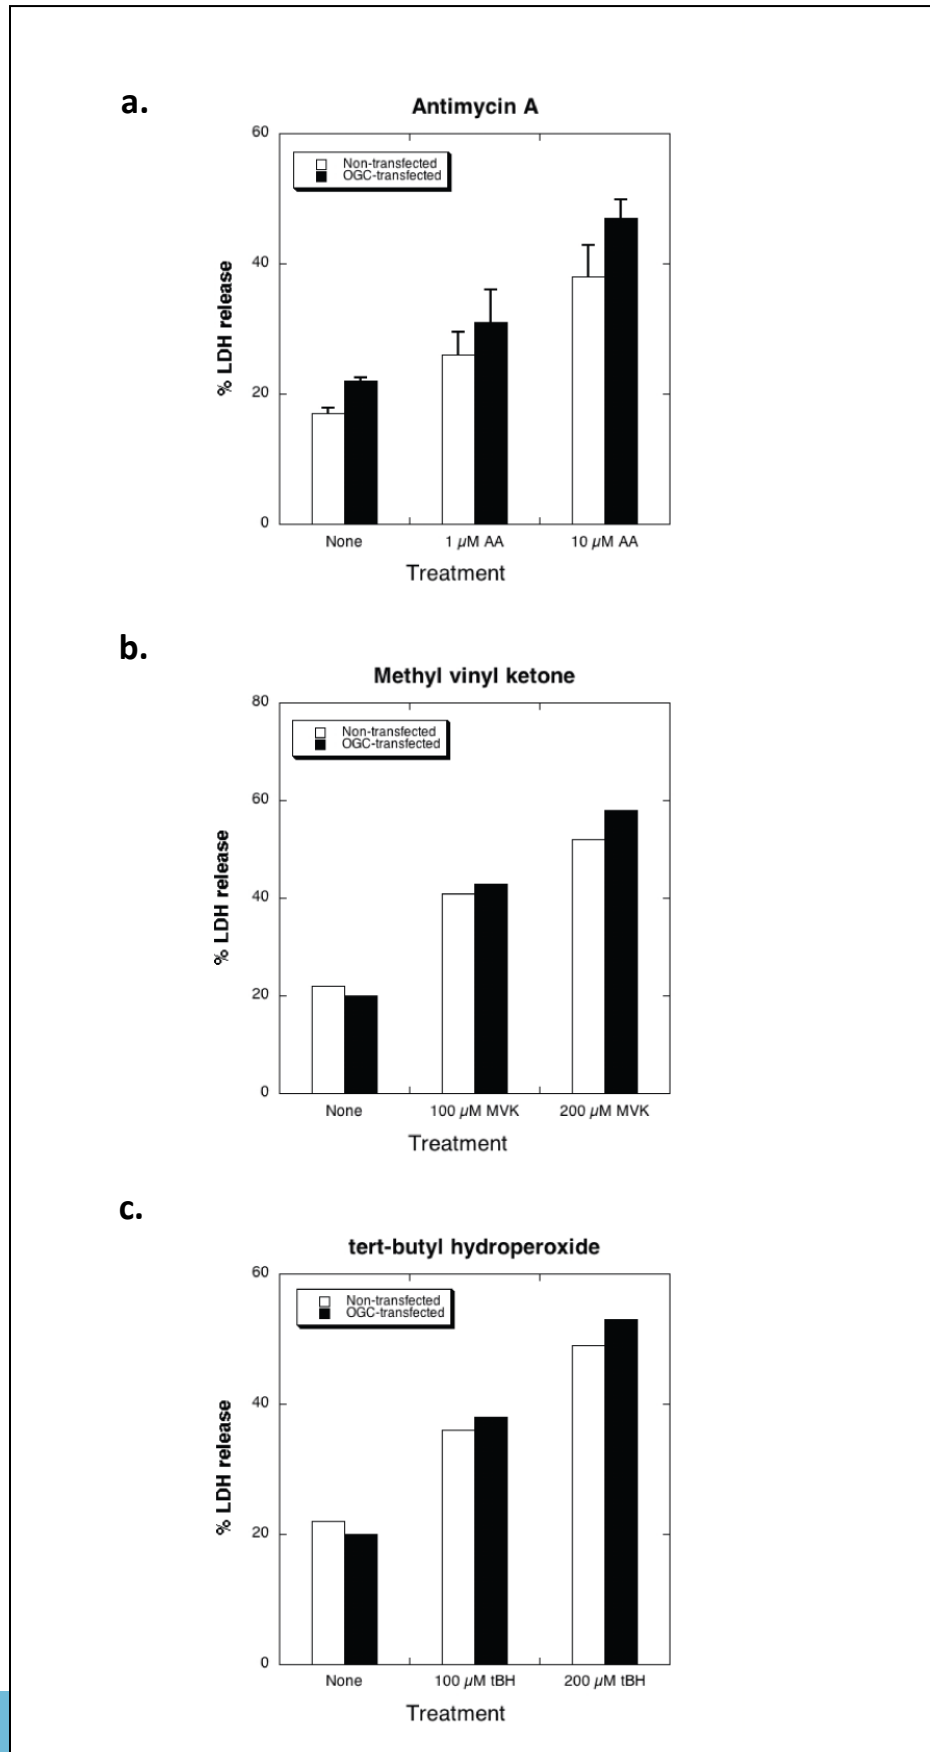 a.
Antimycin A
60
Non-transfected
OGC-transfected
40
% LDH release
20
0
None
1 µM AA
10 µM AA
Treatment
b.
Methyl vinyl ketone
80
Non-transfected
OGC-transfected
60
% LDH release
40
20
0
None
100 µM MVK
200 µM MVK
Treatment
c.
tert-butyl hydroperoxide
60
Non-transfected
OGC-transfected
40
% LDH release
20
0
None
100 µM tBH
200 µM tBH
Treatment